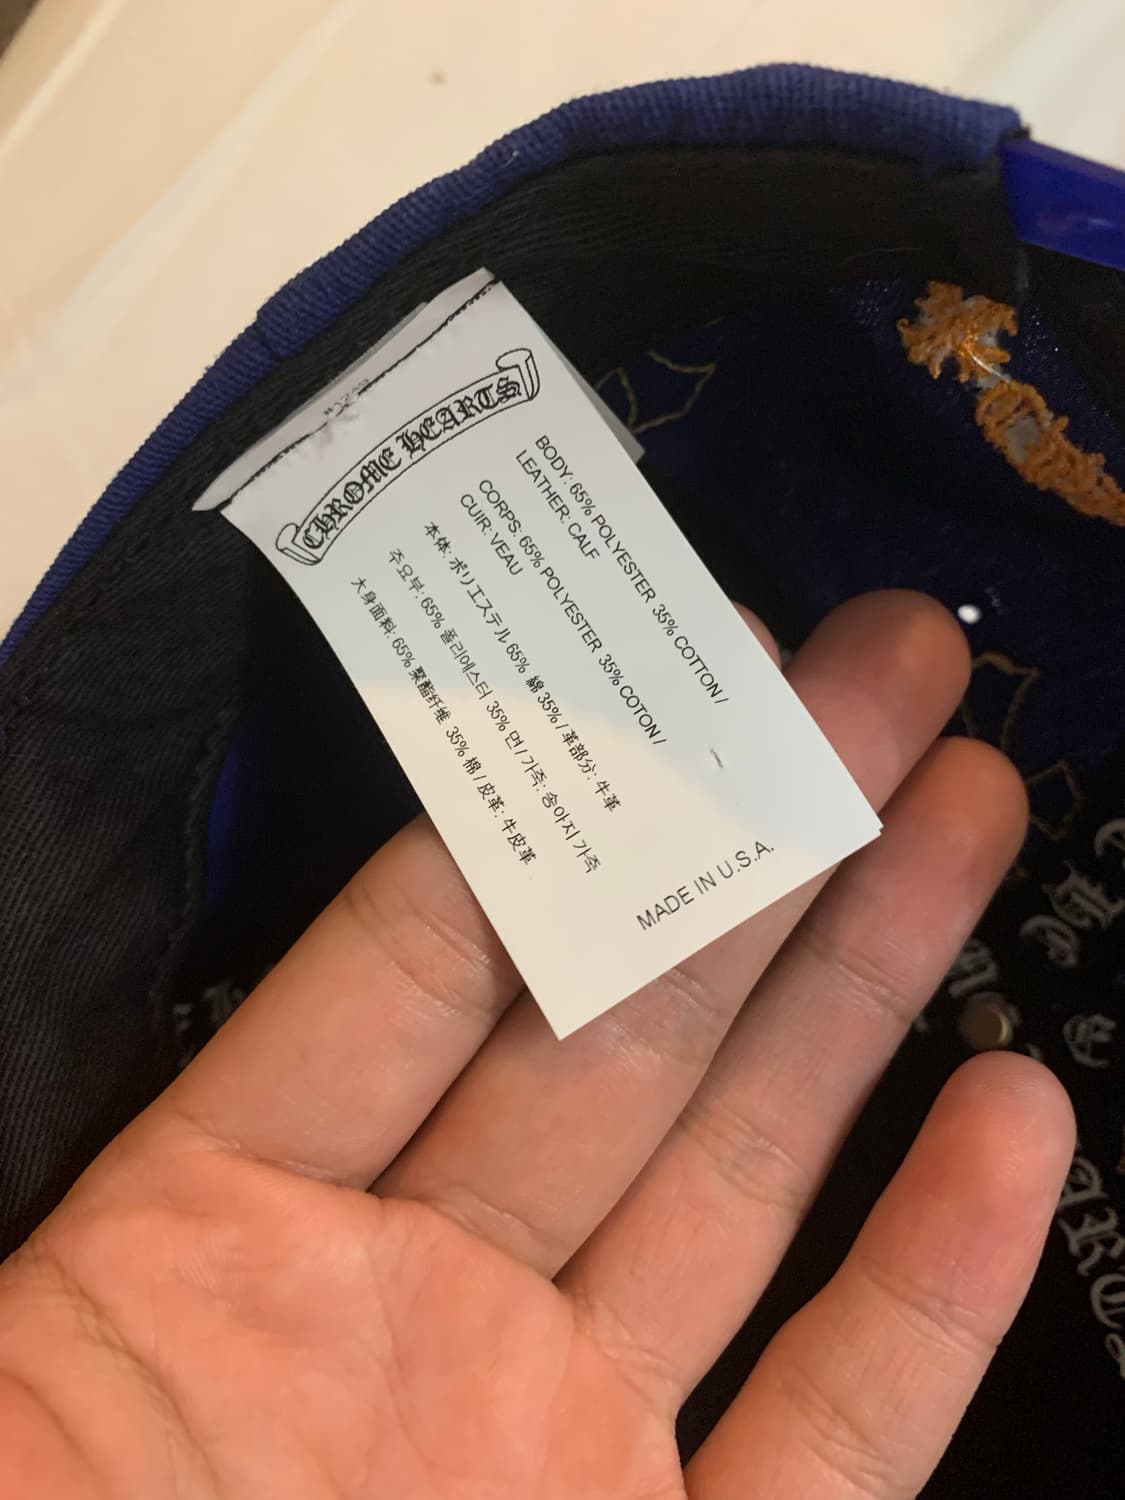 CHROME HEARTS
BODY: 65% POLYESTER 35% COTTON /
LEATHER: CALF
CORPS: 65% POLYESTER 35% COTON /
CUIR: VEAU
本体: ポリエステル 65% 綿 35% / 革部分: 牛革
주요부: 65% 폴리에스터 35% 면 / 가죽: 송아지 가죽
大身面料: 65% 聚酯纤维 35% 棉 / 皮革: 牛皮革
MADE IN U.S.A.